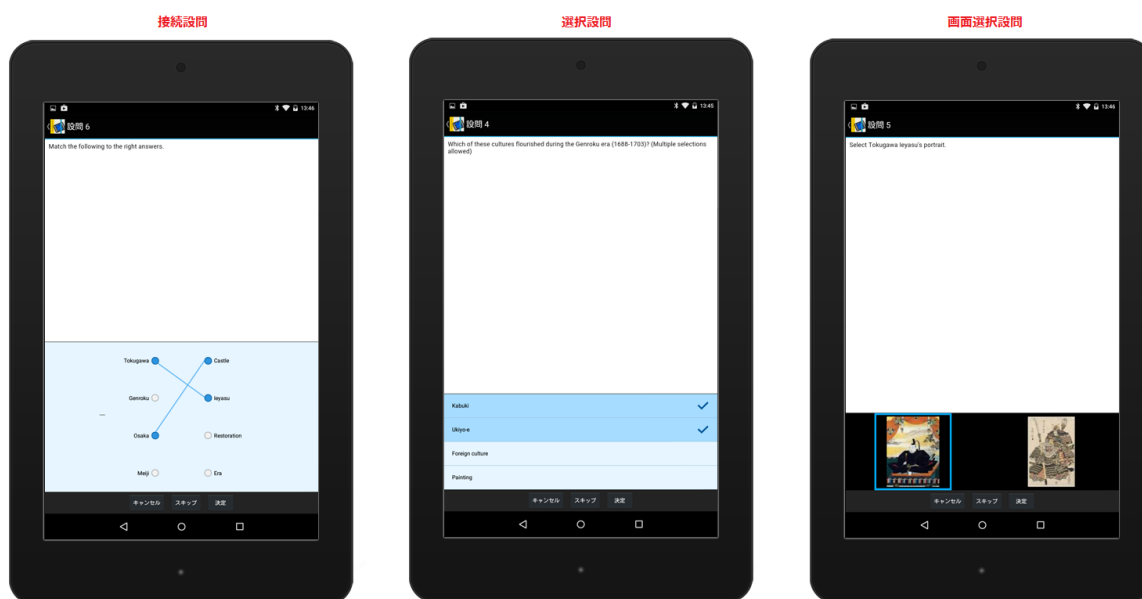 接続設問
13:46
設問 6
Match the following to the right answers.
Tokugawa
Castle
Genroku
Ieyasu
Osaka
Restoration
Meiji
Era
キャンセル スキップ 決定
選択設問
13:45
設問 4
Which of these cultures flourished during the Genroku era (1688-1703)? (Multiple selections
allowed)
Kabuki
Ukiyo-e
Foreign culture
Painting
キャンセル スキップ 決定
画面選択設問
13:46
設問 5
Select Tokugawa Ieyasu's portrait.
キャンセル スキップ 決定